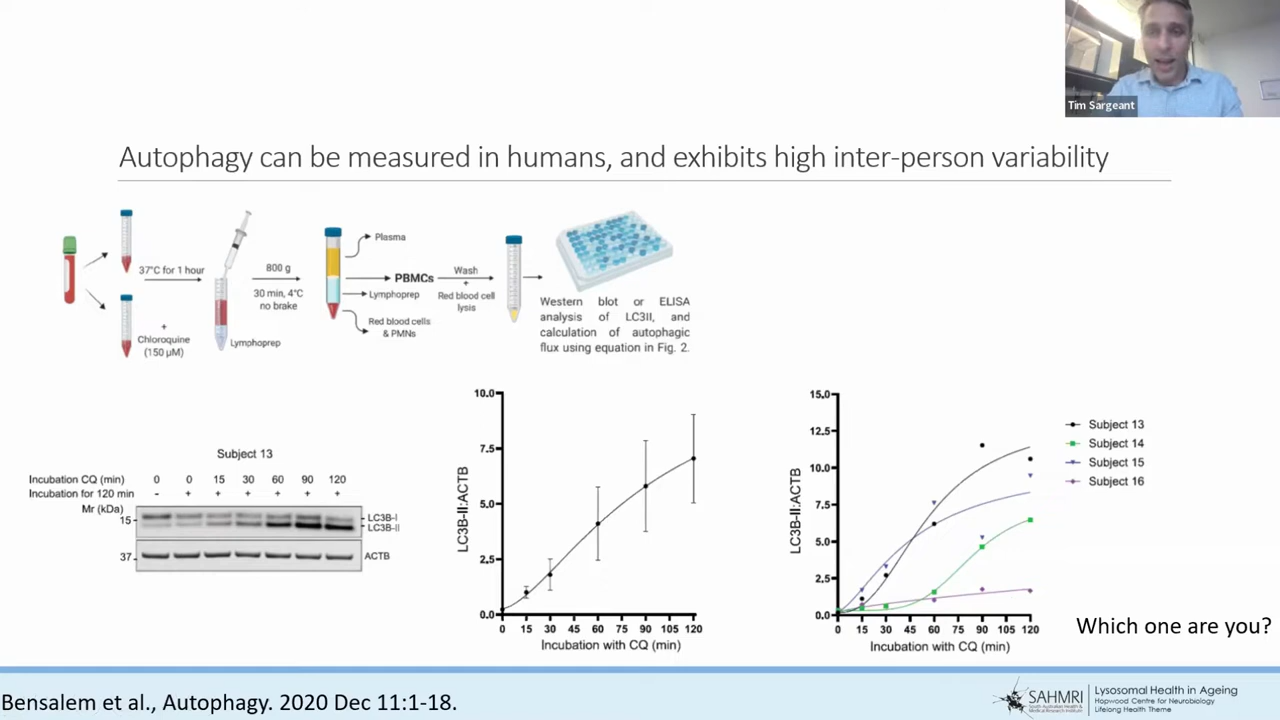 Tim Sargeant
Autophagy can be measured in humans, and exhibits high inter-person variability
37°C for 1 hour
+
Chloroquine
(150 µM)
Lymphoprep
800 g
30 min, 4°C
no brake
Plasma
PBMCs
Lymphoprep
Red blood cells
& PMNs
Wash
+
Red blood cell
lysis
Western blot or ELISA
analysis of LC3II, and
calculation of autophagic
flux using equation in Fig. 2.
Subject 13
Incubation CQ (min) 0 0 15 30 60 90 120
Incubation for 120 min - + + + + + +
Mr (kDa)
15
LC3B-I
LC3B-II
37
ACTB
LC3B-II:ACTB
10.0
7.5
5.0
2.5
0.0
0 15 30 45 60 75 90 105 120
Incubation with CQ (min)
LC3B-II:ACTB
15.0
12.5
10.0
7.5
5.0
2.5
0.0
0 15 30 45 60 75 90 105 120
Incubation with CQ (min)
Subject 13
Subject 14
Subject 15
Subject 16
Which one are you?
Bensalem et al., Autophagy. 2020 Dec 11:1-18.
SAHMRI
South Australian Health &
Medical Research Institute
Lysosomal Health in Ageing
Hopwood Centre for Neurobiology
Lifelong Health Theme